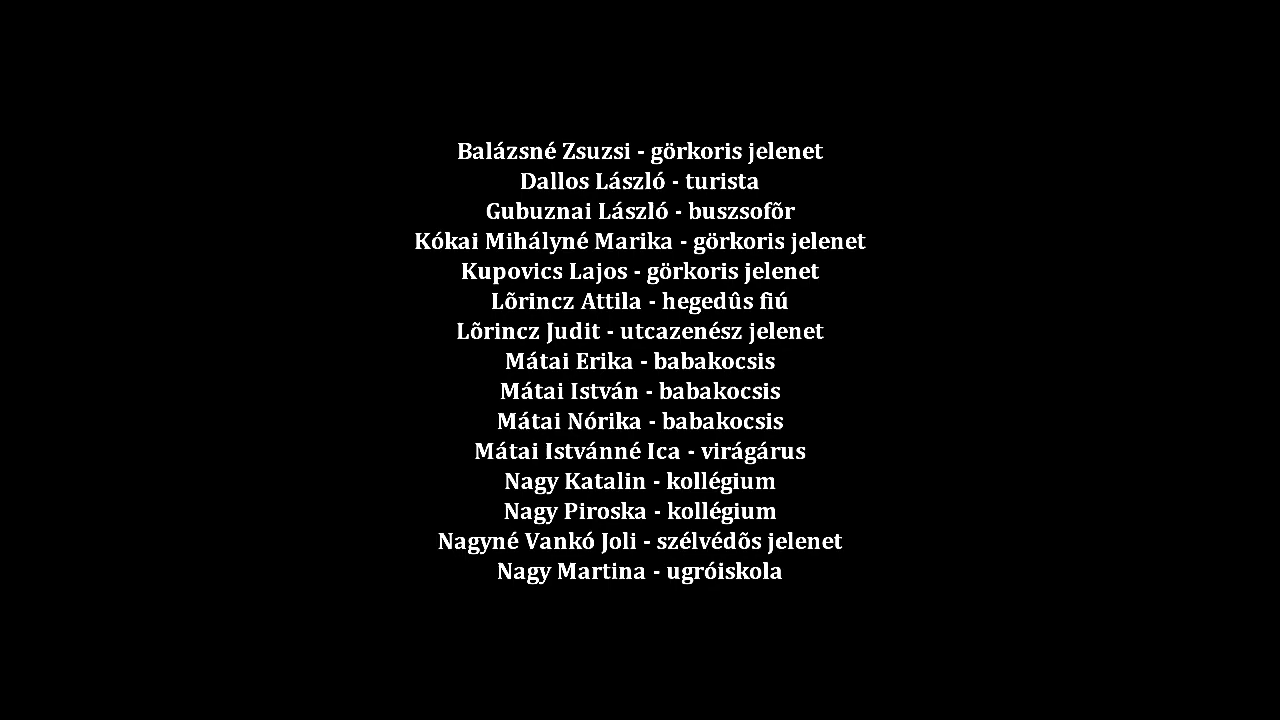 Balázsné Zsuzsi - görkoris jelenet
Dallos László - turista
Gubuznai László - buszsofõr
Kókai Mihályné Marika - görkoris jelenet
Kupovics Lajos - görkoris jelenet
Lõrincz Attila - hegedûs fiú
Lõrincz Judit - utcazenész jelenet
Mátai Erika - babakocsis
Mátai István - babakocsis
Mátai Nórika - babakocsis
Mátai Istvánné Ica - virágárus
Nagy Katalin - kollégium
Nagy Piroska - kollégium
Nagyné Vankó Joli - szélvédõs jelenet
Nagy Martina - ugróiskola